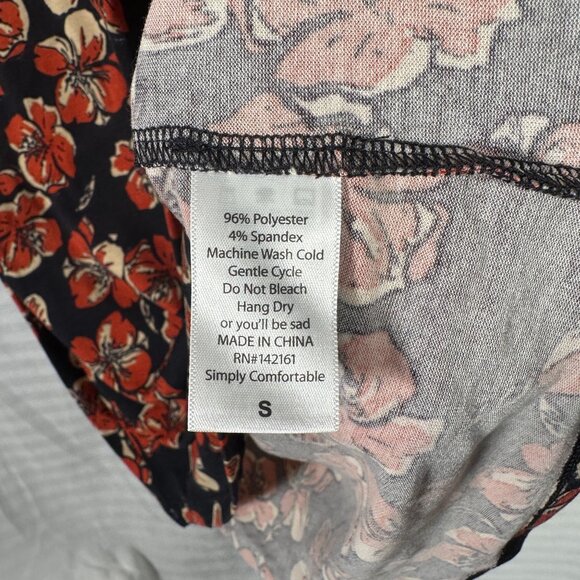 96% Polyester
4% Spandex
Machine Wash Cold
Gentle Cycle
Do Not Bleach
Hang Dry
or you'll be sad
MADE IN CHINA
RN#142161
Simply Comfortable
S